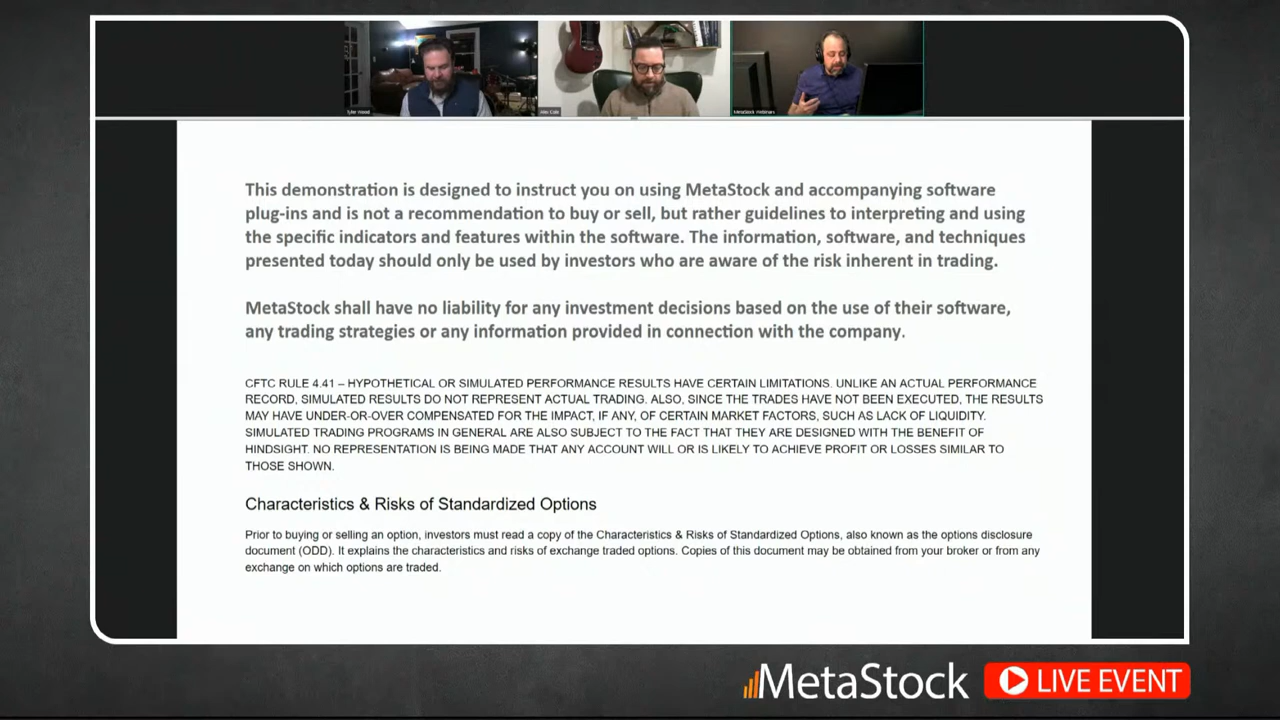 Tyler Wood
Alex Cole
MetaStock Webinars
This demonstration is designed to instruct you on using MetaStock and accompanying software
plug-ins and is not a recommendation to buy or sell, but rather guidelines to interpreting and using
the specific indicators and features within the software. The information, software, and techniques
presented today should only be used by investors who are aware of the risk inherent in trading.
MetaStock shall have no liability for any investment decisions based on the use of their software,
any trading strategies or any information provided in connection with the company.
CFTC RULE 4.41 – HYPOTHETICAL OR SIMULATED PERFORMANCE RESULTS HAVE CERTAIN LIMITATIONS. UNLIKE AN ACTUAL PERFORMANCE
RECORD, SIMULATED RESULTS DO NOT REPRESENT ACTUAL TRADING. ALSO, SINCE THE TRADES HAVE NOT BEEN EXECUTED, THE RESULTS
MAY HAVE UNDER-OR-OVER COMPENSATED FOR THE IMPACT, IF ANY, OF CERTAIN MARKET FACTORS, SUCH AS LACK OF LIQUIDITY.
SIMULATED TRADING PROGRAMS IN GENERAL ARE ALSO SUBJECT TO THE FACT THAT THEY ARE DESIGNED WITH THE BENEFIT OF
HINDSIGHT. NO REPRESENTATION IS BEING MADE THAT ANY ACCOUNT WILL OR IS LIKELY TO ACHIEVE PROFIT OR LOSSES SIMILAR TO
THOSE SHOWN.
Characteristics & Risks of Standardized Options
Prior to buying or selling an option, investors must read a copy of the Characteristics & Risks of Standardized Options, also known as the options disclosure
document (ODD). It explains the characteristics and risks of exchange traded options. Copies of this document may be obtained from your broker or from any
exchange on which options are traded.
MetaStock LIVE EVENT